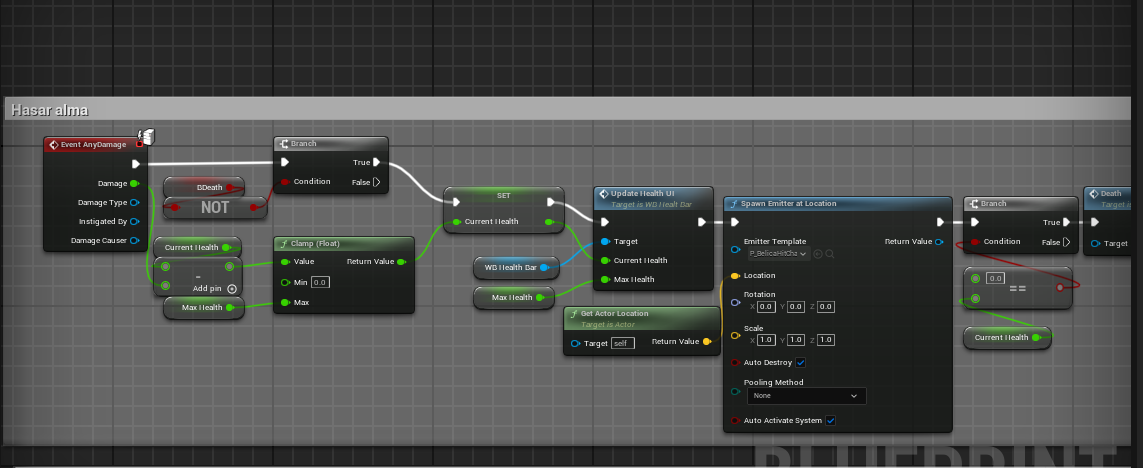 Hasar alma
Event AnyDamage
Damage
Damage Type
Instigated By
Damage Causer
BDeath
NOT
Branch
True
Condition
False
Current Health
-
Add pin
Max Health
Clamp (Float)
Value
Return Value
Min
0.0
Max
SET
Current Health
WB Health Bar
Max Health
Update Health UI
Target is WB Healt Bar
Target
Current Health
Max Health
Get Actor Location
Target is Actor
Target
self
Return Value
Spawn Emitter at Location
Emitter Template
Return Value
P_BelicaHitCha
Location
Rotation
X 0.0 Y 0.0 Z 0.0
Scale
X 1.0 Y 1.0 Z 1.0
Auto Destroy
Pooling Method
None
Auto Activate System
Branch
True
Condition
False
0.0
==
Current Health
Death
Target is
Target
BLUEPRINT